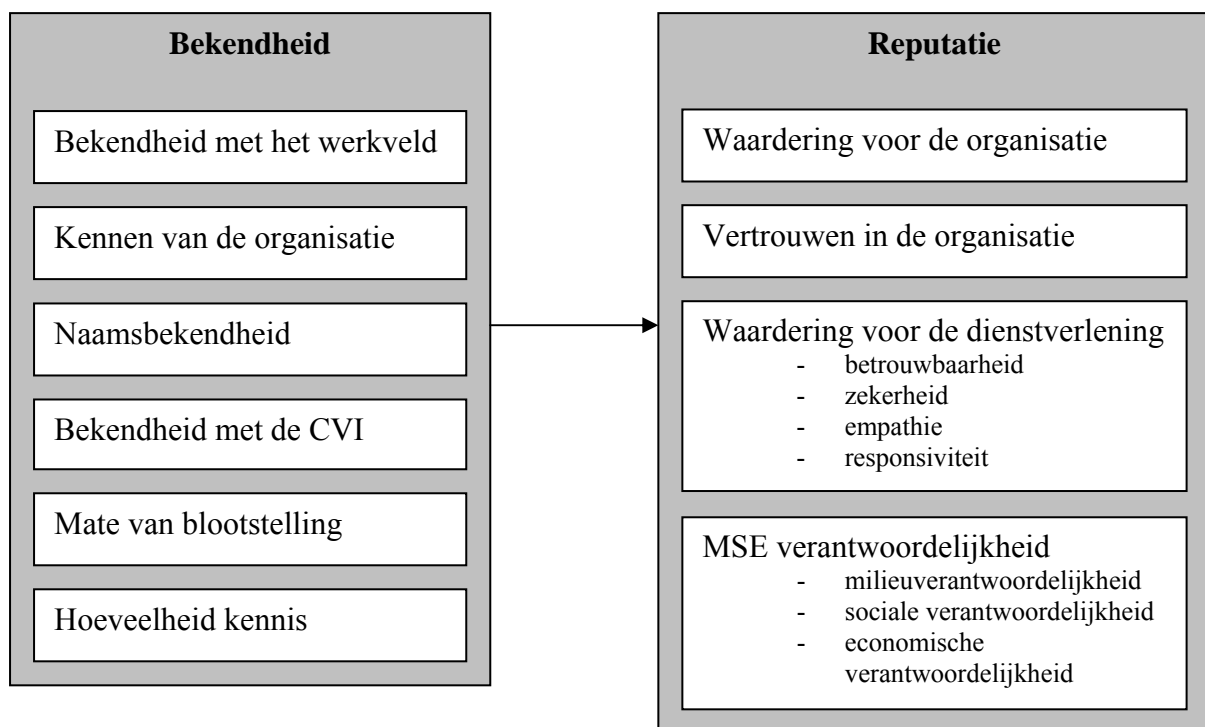 Bekendheid
Bekendheid met het werkveld
Kennen van de organisatie
Naamsbekendheid
Bekendheid met de CVI
Mate van blootstelling
Hoeveelheid kennis
Reputatie
Waardering voor de organisatie
Vertrouwen in de organisatie
Waardering voor de dienstverlening
- betrouwbaarheid
- zekerheid
- empathie
- responsiviteit
MSE verantwoordelijkheid
- milieuverantwoordelijkheid
- sociale verantwoordelijkheid
- economische
verantwoordelijkheid